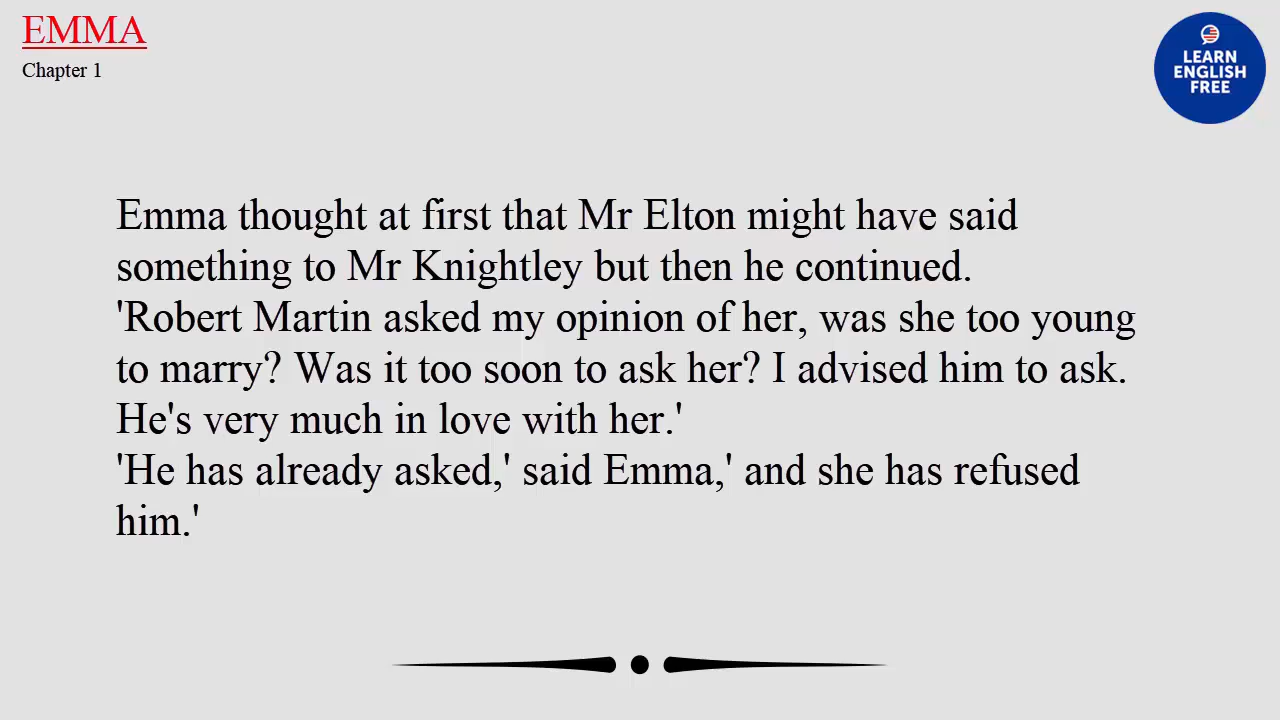 EMMA
Chapter 1
LEARN
ENGLISH
FREE
Emma thought at first that Mr Elton might have said
something to Mr Knightley but then he continued.
'Robert Martin asked my opinion of her, was she too young
to marry? Was it too soon to ask her? I advised him to ask.
He's very much in love with her.'
'He has already asked,' said Emma,' and she has refused
him.'